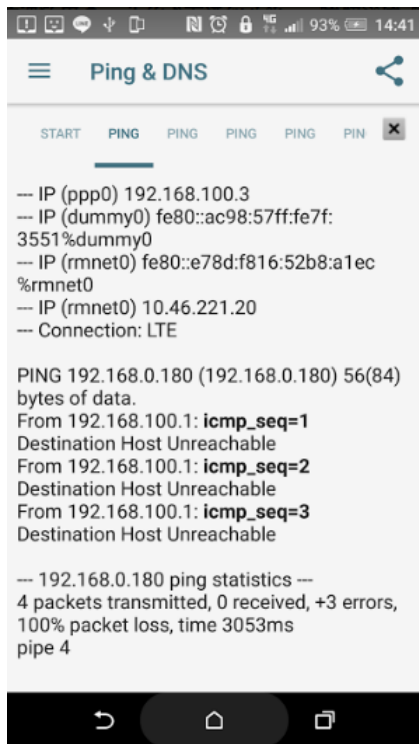 4G 93% 14:41
Ping & DNS
START PING PING PING PING PIN
--- IP (ppp0) 192.168.100.3
--- IP (dummy0) fe80::ac98:57ff:fe7f:
3551%dummy0
--- IP (rmnet0) fe80::e78d:f816:52b8:a1ec
%rmnet0
--- IP (rmnet0) 10.46.221.20
--- Connection: LTE
PING 192.168.0.180 (192.168.0.180) 56(84)
bytes of data.
From 192.168.100.1: icmp_seq=1
Destination Host Unreachable
From 192.168.100.1: icmp_seq=2
Destination Host Unreachable
From 192.168.100.1: icmp_seq=3
Destination Host Unreachable
--- 192.168.0.180 ping statistics ---
4 packets transmitted, 0 received, +3 errors,
100% packet loss, time 3053ms
pipe 4